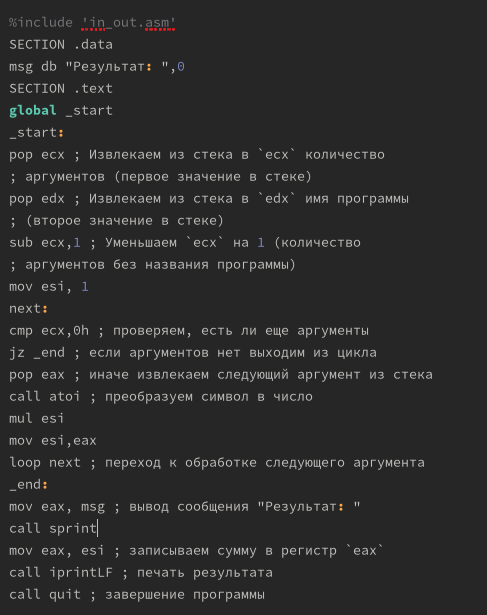 %include 'in_out.asm'
SECTION .data
msg db "Результат: ",0
SECTION .text
global _start
_start:
pop ecx ; Извлекаем из стека в `ecx` количество
; аргументов (первое значение в стеке)
pop edx ; Извлекаем из стека в `edx` имя программы
; (второе значение в стеке)
sub ecx,1 ; Уменьшаем `ecx` на 1 (количество
; аргументов без названия программы)
mov esi, 1
next:
cmp ecx,0h ; проверяем, есть ли еще аргументы
jz _end ; если аргументов нет выходим из цикла
pop eax ; иначе извлекаем следующий аргумент из стека
call atoi ; преобразуем символ в число
mul esi
mov esi,eax
loop next ; переход к обработке следующего аргумента
_end:
mov eax, msg ; вывод сообщения "Результат: "
call sprint
mov eax, esi ; записываем сумму в регистр `eax`
call iprintLF ; печать результата
call quit ; завершение программы